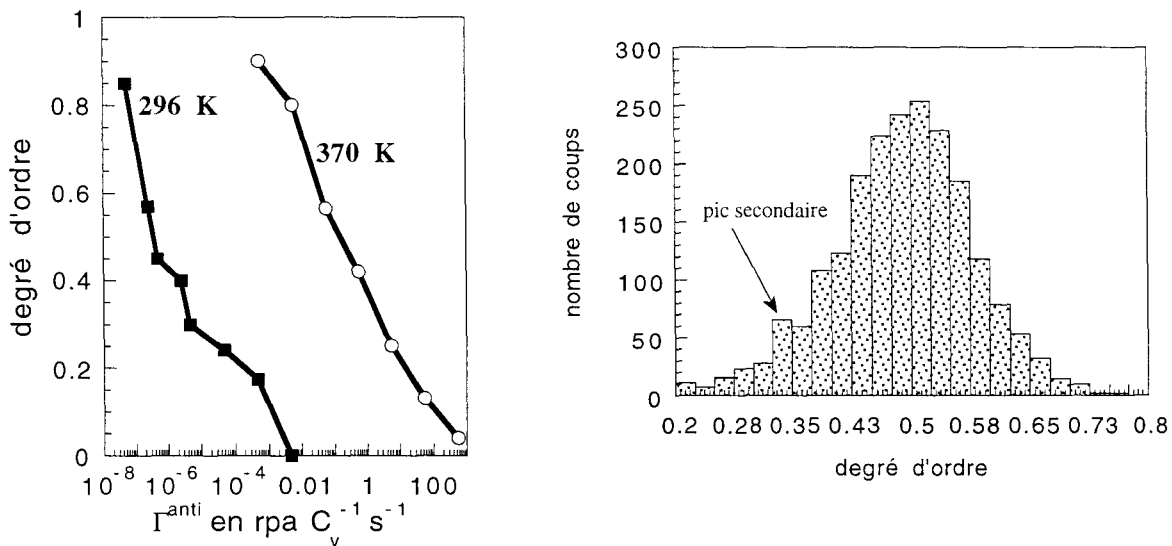 degré d'ordre
1
0.8
0.6
0.4
0.2
0
296 K
370 K
10^-8 10^-6 10^-4 0.01 1 100
Γ^anti en rpa C_v^-1 s^-1
nombre de coups
300
250
200
150
100
50
0
pic secondaire
0.2 0.28 0.35 0.43 0.5 0.58 0.65 0.73 0.8
degré d'ordre